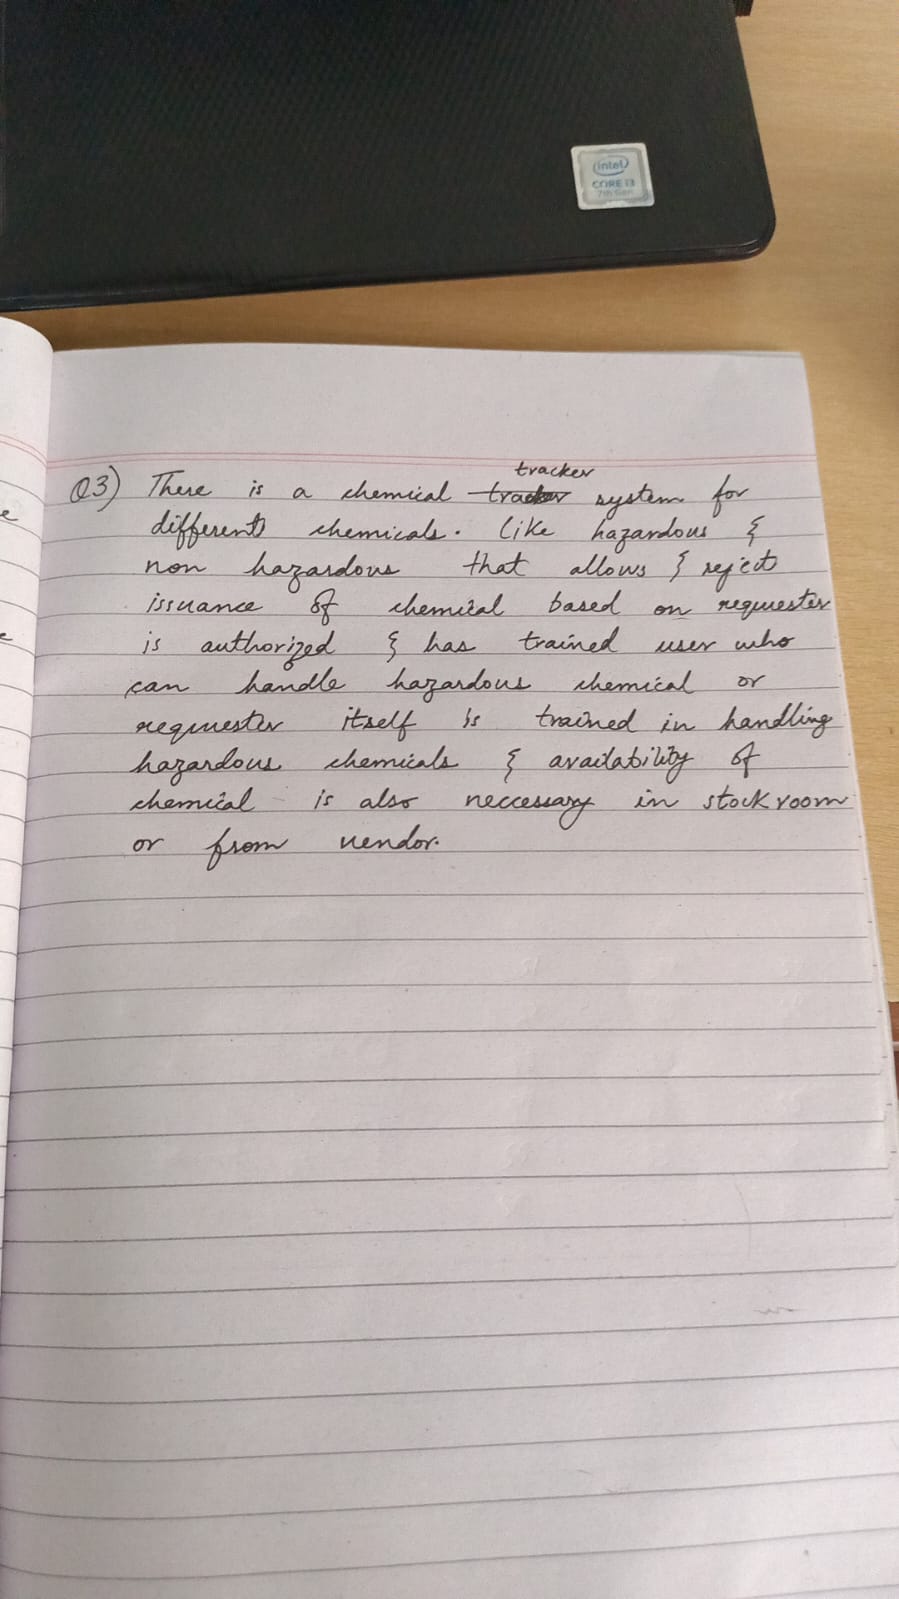 intel
CORE i3
7th Gen
tracker
Q3) There is a chemical system for
different chemicals. Like hazardous &
non hazardous that allows & reject
issuance of chemical based on requester
is authorized & has trained user who
can handle hazardous chemical or
requester itself is trained in handling
hazardous chemicals & availability of
chemical is also neccessary in stock room
or from vendor.
e
e